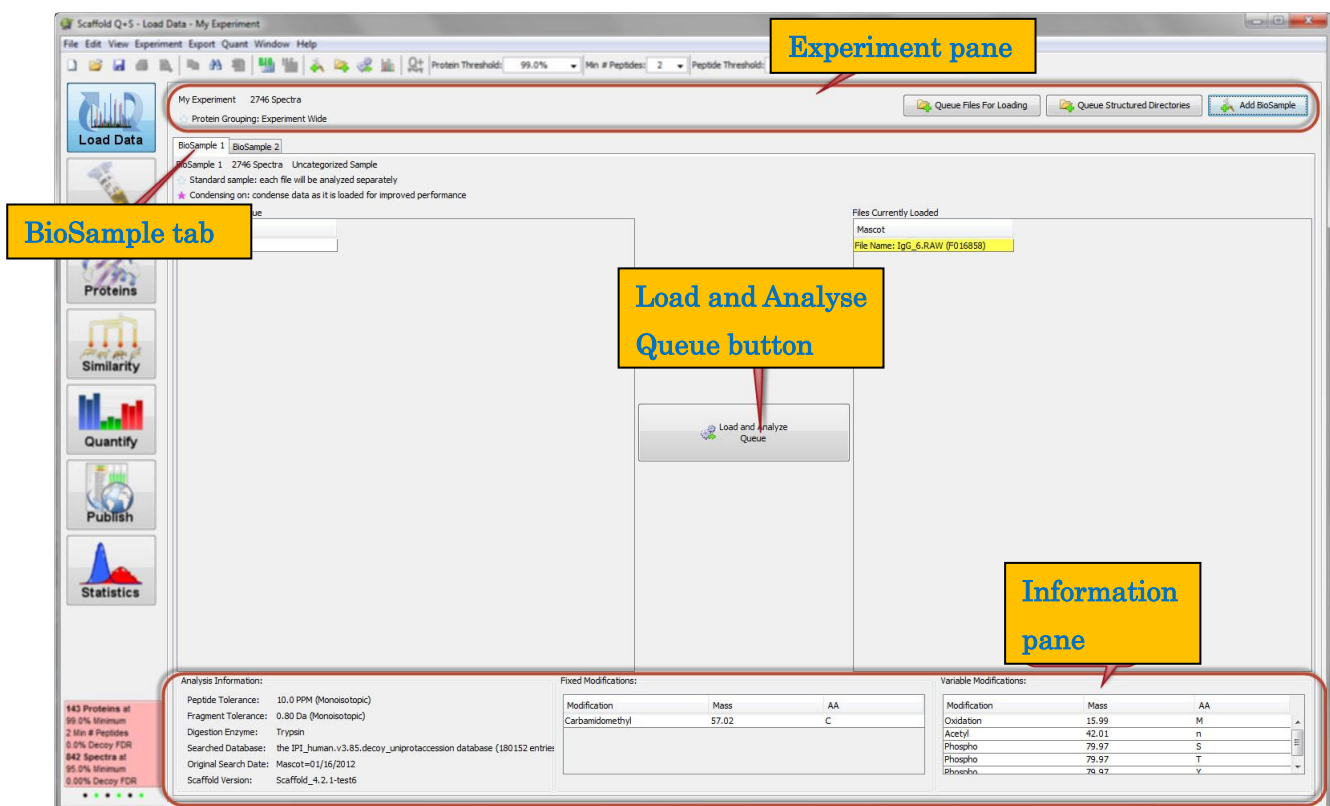 Scaffold Q+S - Load Data - My Experiment
File Edit View Experiment Export Quant Window Help
Experiment pane
Protein Threshold: 99.0% Min # Peptides: 2 Peptide Threshold:
Load Data
My Experiment 2746 Spectra
Protein Grouping: Experiment Wide
Queue Files For Loading
Queue Structured Directories
Add BioSample
BioSample 1 BioSample 2
BioSample 1 2746 Spectra Uncategorized Sample
Standard sample: each file will be analyzed separately
Condensing on: condense data as it is loaded for improved performance
BioSample tab
Files Currently Loaded
Mascot
File Name: IgG_6.RAW (F016858)
Proteins
Similarity
Quantify
Publish
Statistics
Load and Analyse
Queue button
Load and Analyze
Queue
Information
pane
143 Proteins at
99.0% Minimum
2 Min # Peptides
0.0% Decoy FDR
842 Spectra at
95.0% Minimum
0.00% Decoy FDR
Analysis Information:
Peptide Tolerance: 10.0 PPM (Monoisotopic)
Fragment Tolerance: 0.80 Da (Monoisotopic)
Digestion Enzyme: Trypsin
Searched Database: the IPI_human.v3.85.decoy_uniprotaccession database (180152 entries
Original Search Date: Mascot=01/16/2012
Scaffold Version: Scaffold_4.2.1-test6
Fixed Modifications:
Modification Mass AA
Carbamidomethyl 57.02 C
Variable Modifications:
Modification Mass AA
Oxidation 15.99 M
Acetyl 42.01 n
Phospho 79.97 S
Phospho 79.97 T
Phospho 79.97 Y